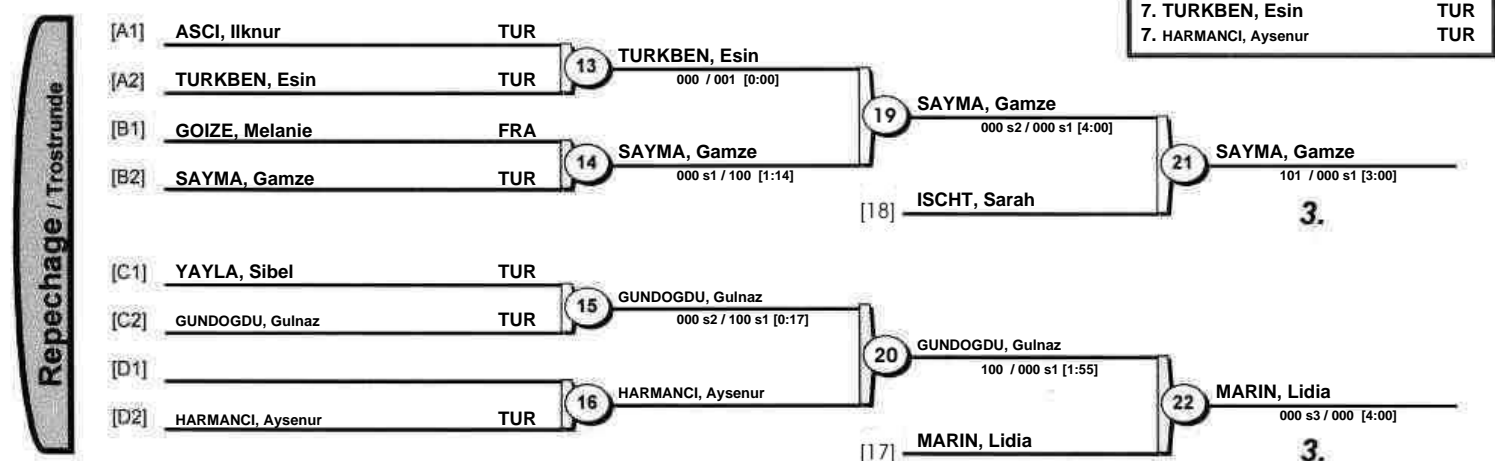 7. TURKBEN, Esin TUR
7. HARMANCI, Aysenur TUR
Repechage / Trostrunde
[A1] ASCI, Ilknur TUR
13 TURKBEN, Esin
000 / 001 [0:00]
[A2] TURKBEN, Esin TUR
19 SAYMA, Gamze
000 s2 / 000 s1 [4:00]
[B1] GOIZE, Melanie FRA
14 SAYMA, Gamze
000 s1 / 100 [1:14]
21 SAYMA, Gamze
101 / 000 s1 [3:00]
[B2] SAYMA, Gamze TUR
[18] ISCHT, Sarah
3.
[C1] YAYLA, Sibel TUR
15 GUNDOGDU, Gulnaz
000 s2 / 100 s1 [0:17]
[C2] GUNDOGDU, Gulnaz TUR
20 GUNDOGDU, Gulnaz
100 / 000 s1 [1:55]
[D1]
16 HARMANCI, Aysenur
22 MARIN, Lidia
000 s3 / 000 [4:00]
[D2] HARMANCI, Aysenur TUR
[17] MARIN, Lidia
3.